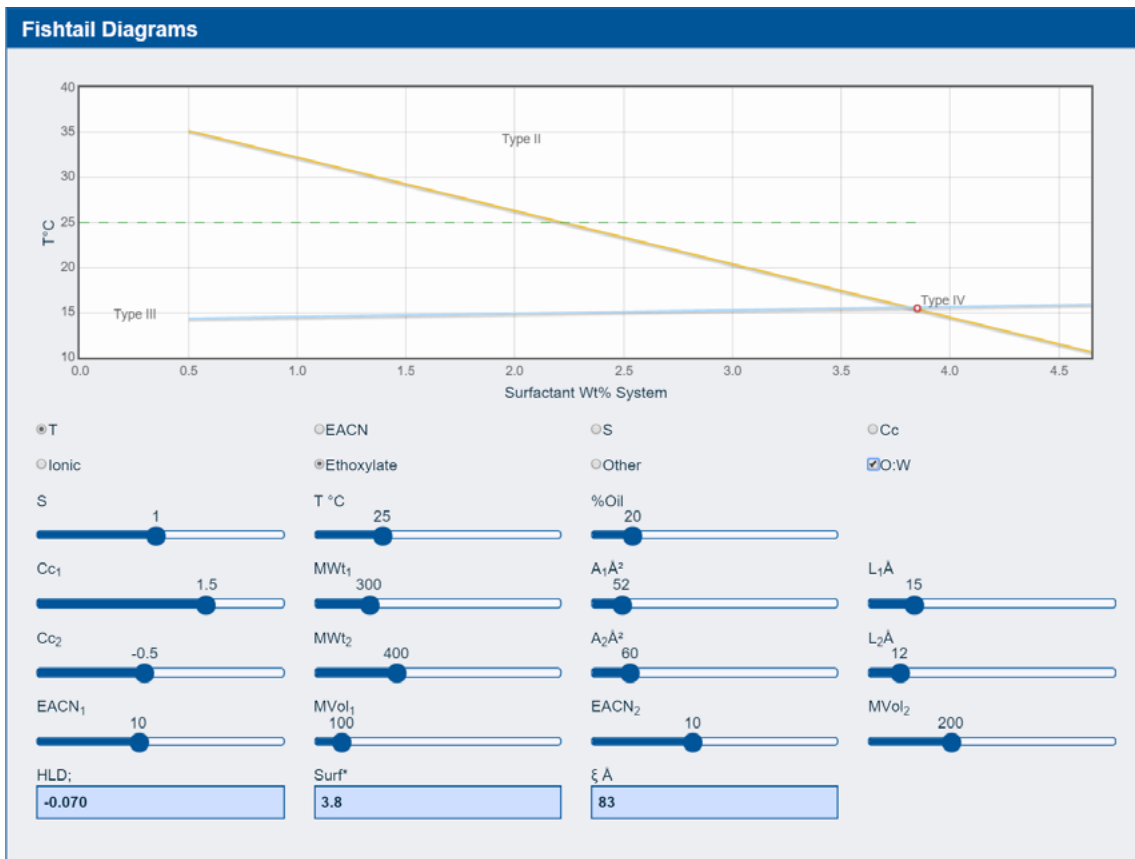 Fishtail Diagrams
40
35
30
25
20
15
10
T°C
Type II
Type III
Type IV
0.0 0.5 1.0 1.5 2.0 2.5 3.0 3.5 4.0 4.5
Surfactant Wt% System
T EACN S Cc
Ionic Ethoxylate Other O:W
S T °C %Oil
1 25 20
Cc₁ MWt₁ A₁Å² L₁Å
1.5 300 52 15
Cc₂ MWt₂ A₂Å² L₂Å
-0.5 400 60 12
EACN₁ MVol₁ EACN₂ MVol₂
10 100 10 200
HLD; Surf* ξ Å
-0.070 3.8 83